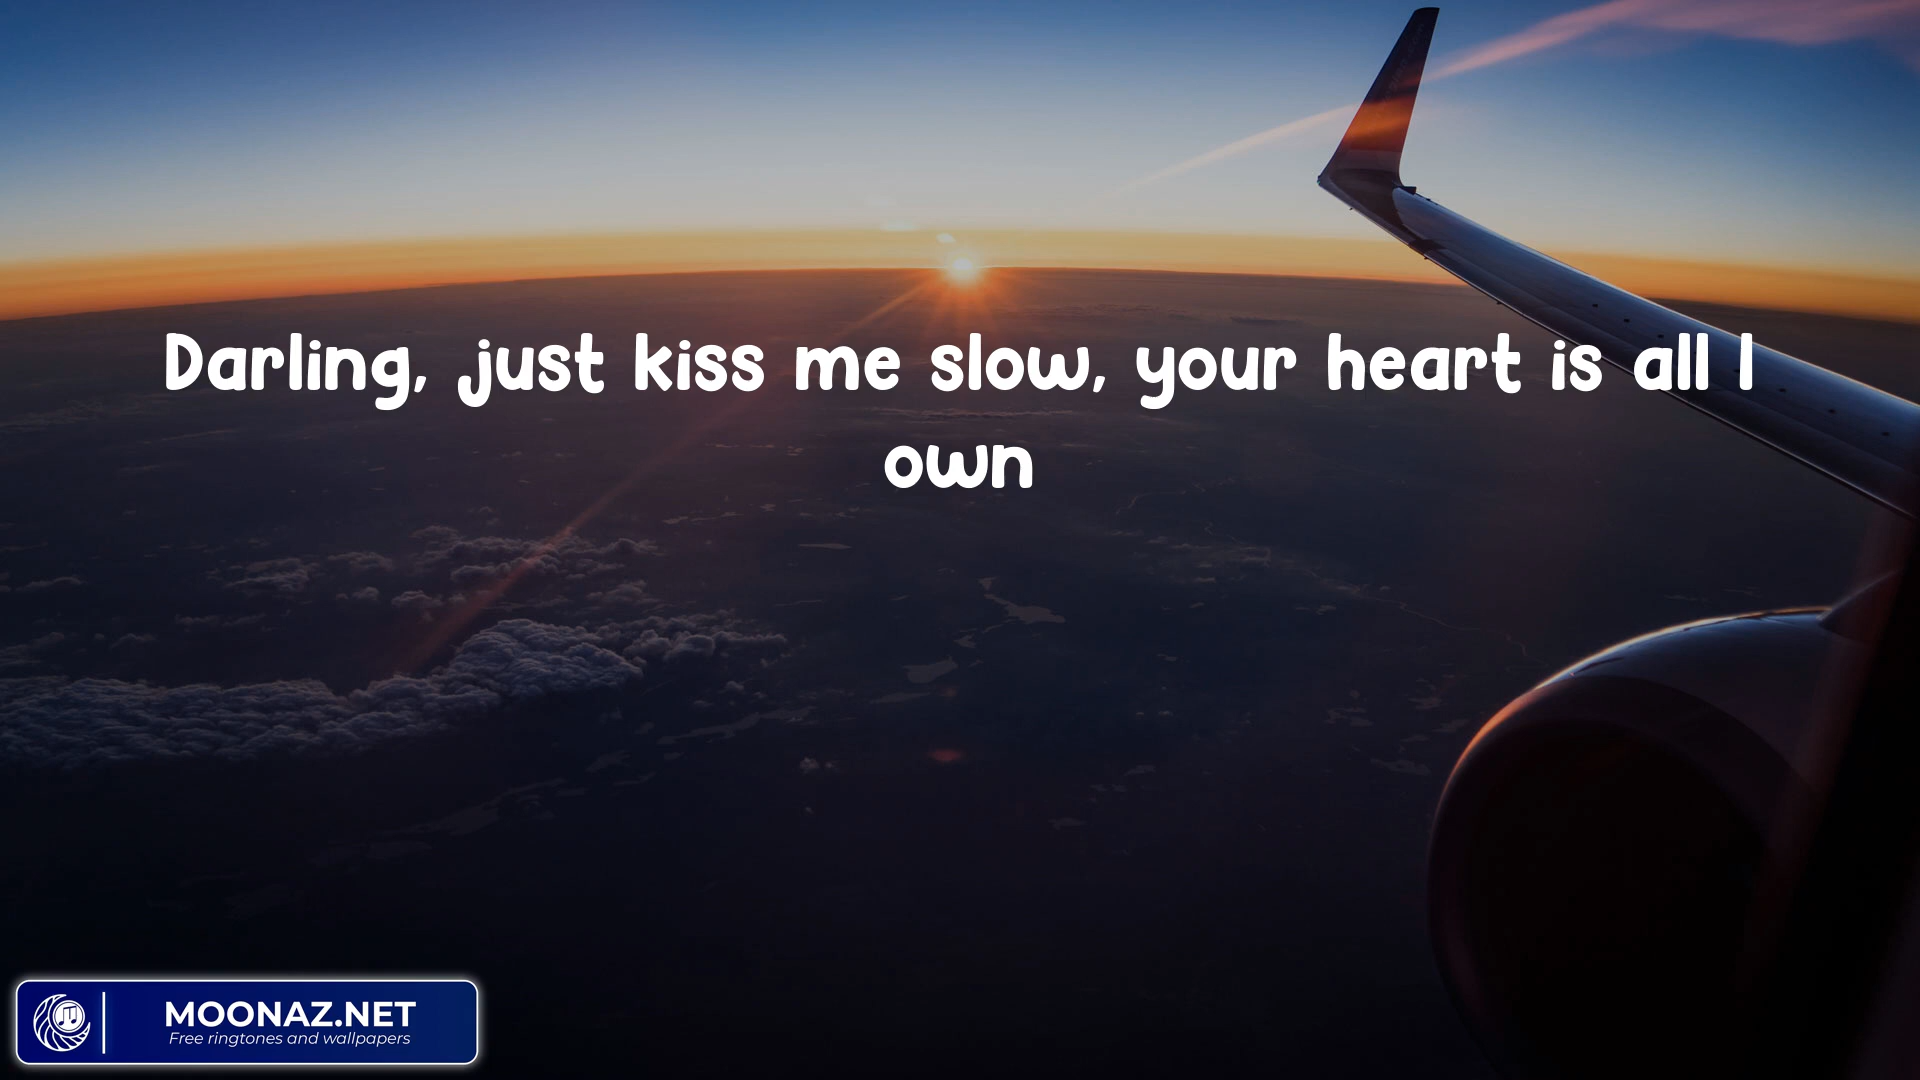 Darling, just kiss me slow, your heart is all I
own
MOONAZ.NET
Free ringtones and wallpapers